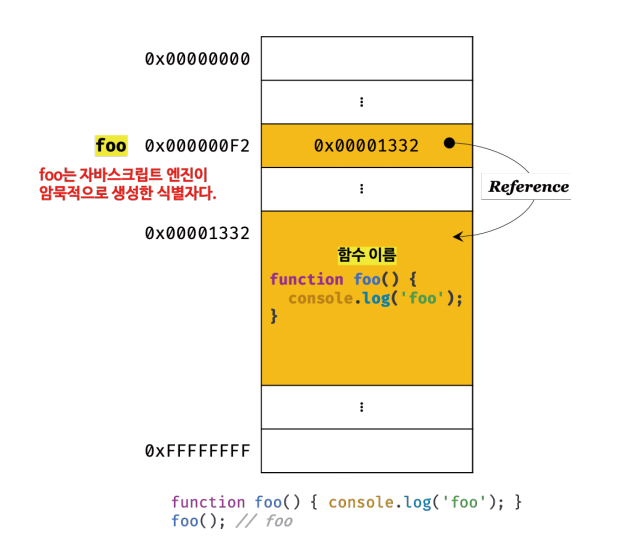 0x00000000
⋮
foo 0x000000F2 0x00001332
Reference
foo는 자바스크립트 엔진이
암묵적으로 생성한 식별자다.
⋮
0x00001332
함수 이름
function foo() {
  console.log('foo');
}
⋮
0xFFFFFFFF
function foo() { console.log('foo'); }
foo(); // foo